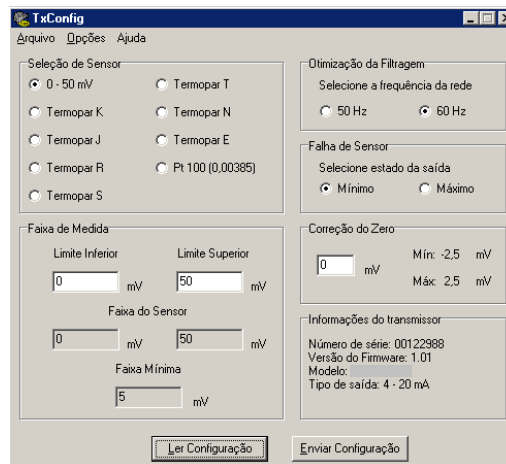 TxConfig
Arquivo Opções Ajuda
Seleção de Sensor
0 - 50 mV
Termopar T
Termopar K
Termopar N
Termopar J
Termopar E
Termopar R
Pt 100 (0,00385)
Termopar S
Otimização da Filtragem
Selecione a frequência da rede
50 Hz
60 Hz
Falha de Sensor
Selecione estado da saída
Mínimo
Máximo
Faixa de Medida
Limite Inferior
Limite Superior
0 mV
50 mV
Faixa do Sensor
0 mV
50 mV
Faixa Mínima
5 mV
Correção do Zero
0 mV
Mín: -2,5 mV
Máx: 2,5 mV
Informações do transmissor
Número de série: 00122988
Versão do Firmware: 1.01
Modelo:
Tipo de saída: 4 - 20 mA
Ler Configuração
Enviar Configuração